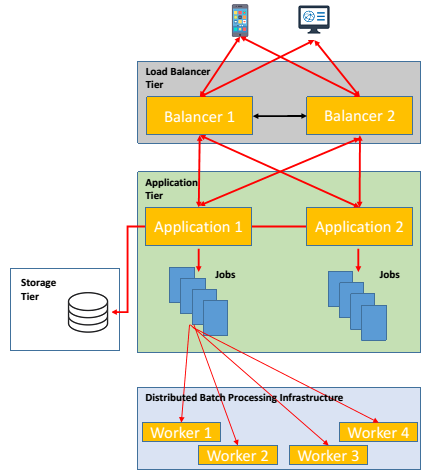 Load Balancer
Tier
Balancer 1
Balancer 2
Application
Tier
Application 1
Application 2
Jobs
Jobs
Storage
Tier
Distributed Batch Processing Infrastructure
Worker 1
Worker 2
Worker 3
Worker 4